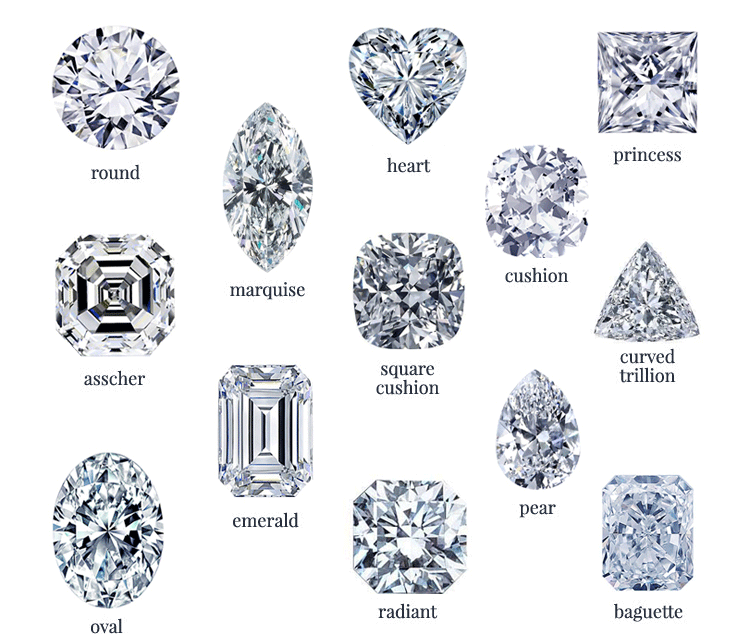 round
heart
princess
marquise
cushion
asscher
square
cushion
curved
trillion
emerald
pear
oval
radiant
baguette